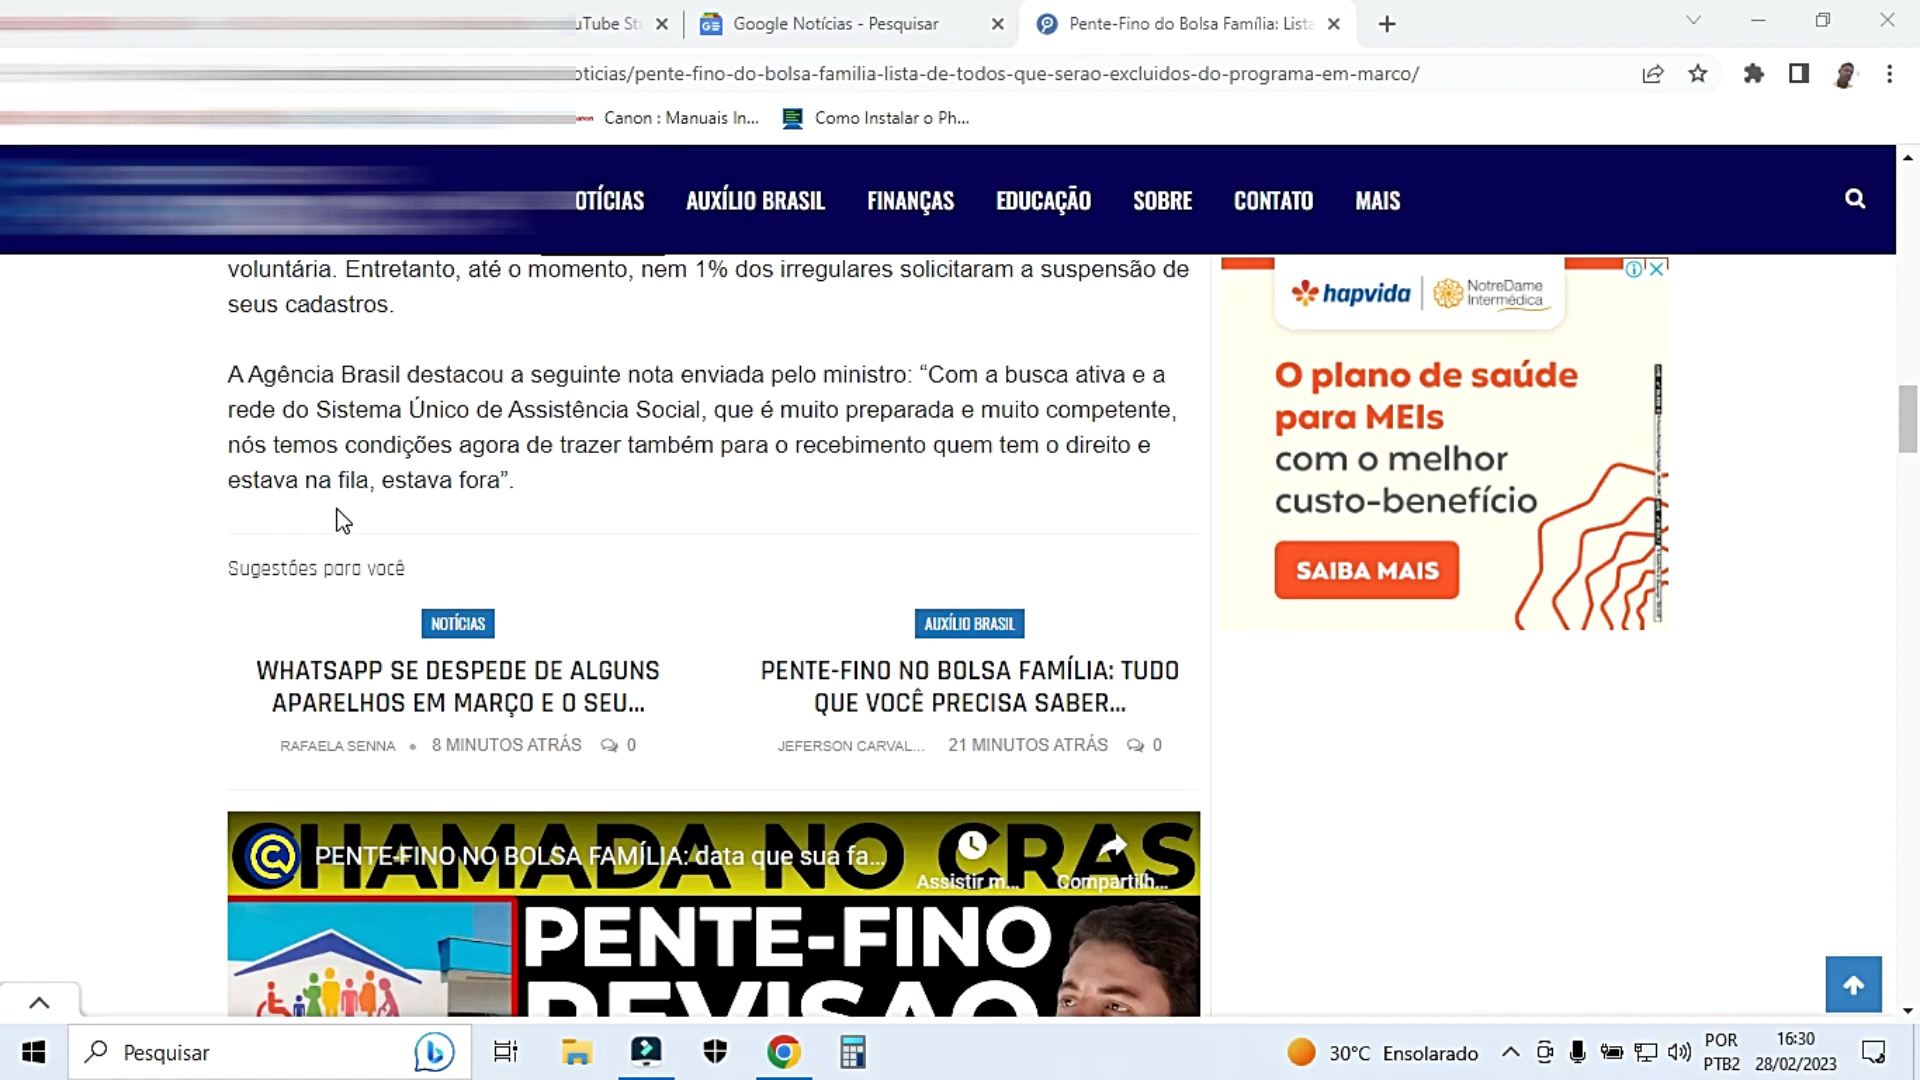 uTube St
Google Notícias - Pesquisar
Pente-Fino do Bolsa Família: Lista
oticias/pente-fino-do-bolsa-familia-lista-de-todos-que-serao-excluidos-do-programa-em-marco/
Canon : Manuais In...
Como Instalar o Ph...
OTÍCIAS
AUXÍLIO BRASIL
FINANÇAS
EDUCAÇÃO
SOBRE
CONTATO
MAIS
voluntária. Entretanto, até o momento, nem 1% dos irregulares solicitaram a suspensão de
seus cadastros.
A Agência Brasil destacou a seguinte nota enviada pelo ministro: “Com a busca ativa e a
rede do Sistema Único de Assistência Social, que é muito preparada e muito competente,
nós temos condições agora de trazer também para o recebimento quem tem o direito e
estava na fila, estava fora”.
hapvida
NotreDame
Intermédica
O plano de saúde
para MEIs
com o melhor
custo-benefício
SAIBA MAIS
Sugestões para você
NOTÍCIAS
WHATSAPP SE DESPEDE DE ALGUNS
APARELHOS EM MARÇO E O SEU...
RAFAELA SENNA • 8 MINUTOS ATRÁS 0
AUXÍLIO BRASIL
PENTE-FINO NO BOLSA FAMÍLIA: TUDO
QUE VOCÊ PRECISA SABER...
JEFERSON CARVAL... 21 MINUTOS ATRÁS 0
CHAMADA NO CRAS
PENTE-FINO NO BOLSA FAMÍLIA: data que sua fa...
Assistir m...
Compartilh...
PENTE-FINO
DEVISAO
Pesquisar
30°C Ensolarado
POR
PTB2
16:30
28/02/2023